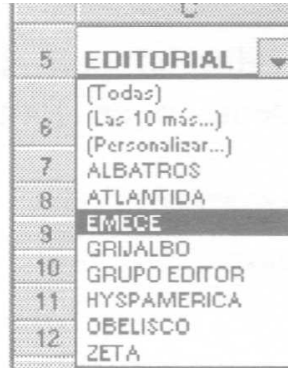 C
5 EDITORIAL
(Todas)
6 (Las 10 más...)
(Personalizar...)
7 ALBATROS
8 ATLANTIDA
9 EMECE
GRIJALBO
10 GRUPO EDITOR
11 HYSPAMERICA
12 OBELISCO
ZETA